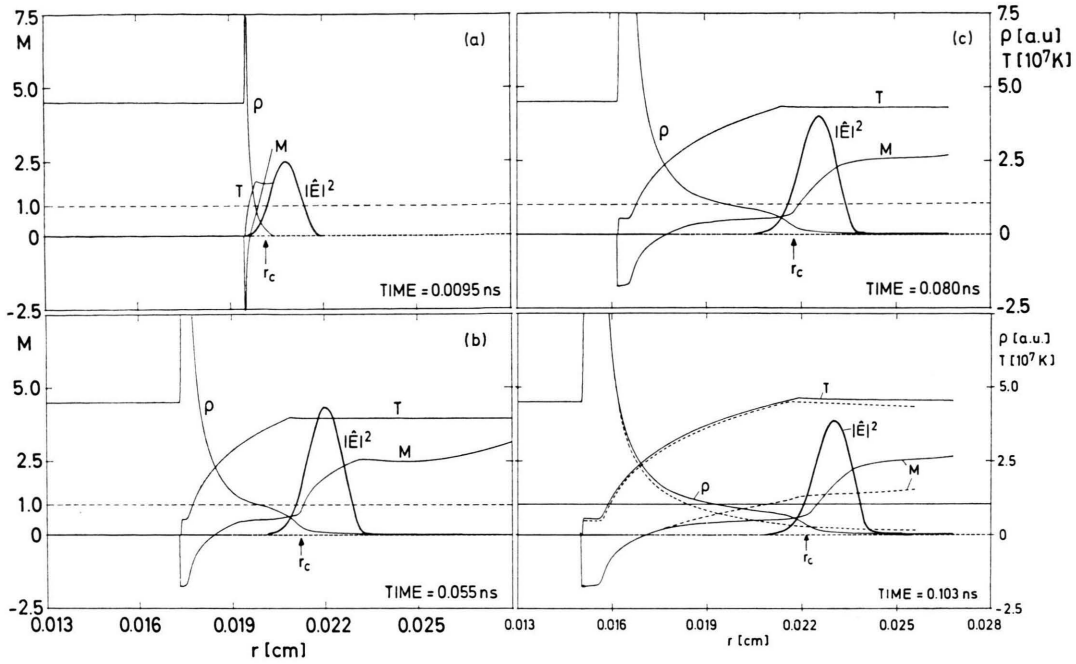 7.5
M
5.0
2.5
1.0
0
-2.5
(a)
ρ
M
T
|Ê|²
r_c
TIME = 0.0095 ns
M
5.0
2.5
1.0
0
-2.5
(b)
ρ
T
|Ê|²
M
r_c
TIME = 0.055 ns
0.013 0.016 0.019 0.022 0.025
r [cm]
(c)
7.5
ρ [a.u]
T [10⁷K]
5.0
2.5
0
-2.5
T
ρ
|Ê|²
M
r_c
TIME = 0.080 ns
ρ [a.u.]
T [10⁷K]
5.0
2.5
0
-2.5
T
|Ê|²
ρ
M
r_c
TIME = 0.103 ns
0.013 0.016 0.019 0.022 0.025 0.028
r [cm]